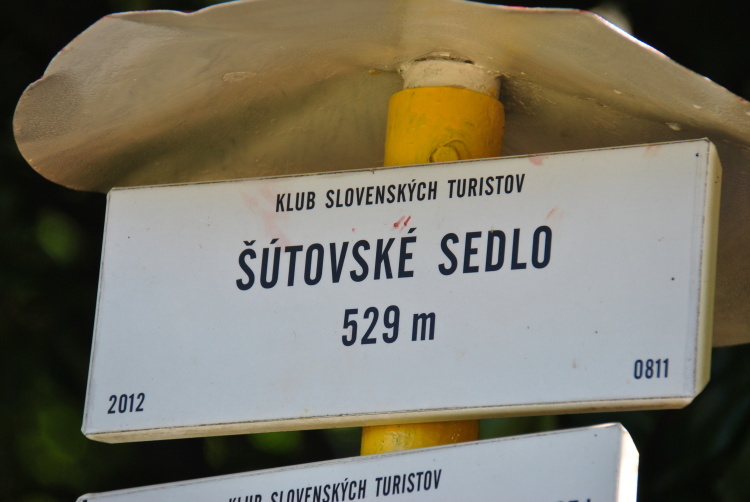 KLUB SLOVENSKÝCH TURISTOV
ŠÚTOVSKÉ SEDLO
529 m
2012 0811
KLUB SLOVENSKÝCH TURISTOV